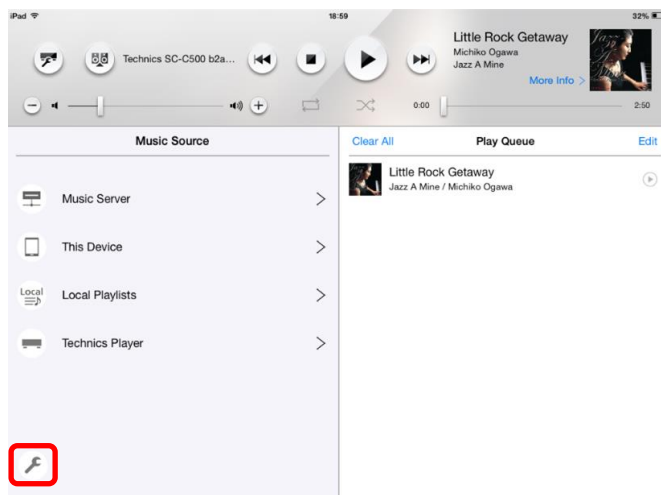 iPad
18:59
32%
Technics SC-C500 b2a...
Little Rock Getaway
Michiko Ogawa
Jazz A Mine
More Info >
0:00
2:50
Music Source
Music Server
This Device
Local
Local Playlists
Technics Player
Clear All
Play Queue
Edit
Little Rock Getaway
Jazz A Mine / Michiko Ogawa